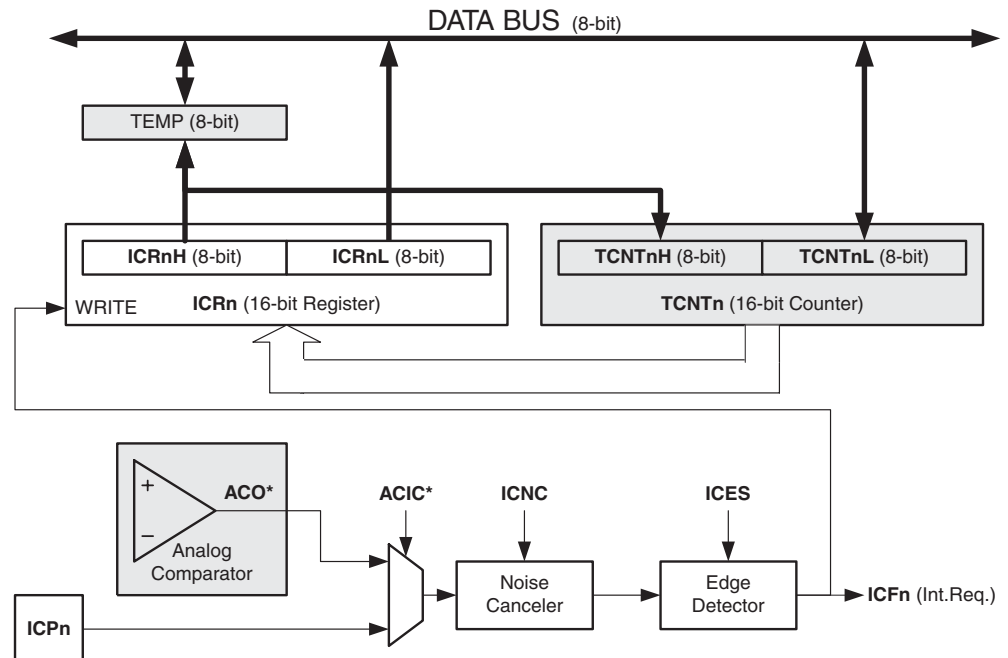 DATA BUS (8-bit)
TEMP (8-bit)
ICRnH (8-bit)
ICRnL (8-bit)
TCNTnH (8-bit)
TCNTnL (8-bit)
WRITE
ICRn (16-bit Register)
TCNTn (16-bit Counter)
+
−
ACO*
Analog
Comparator
ACIC*
ICNC
ICES
Noise
Canceler
Edge
Detector
ICFn (Int.Req.)
ICPn